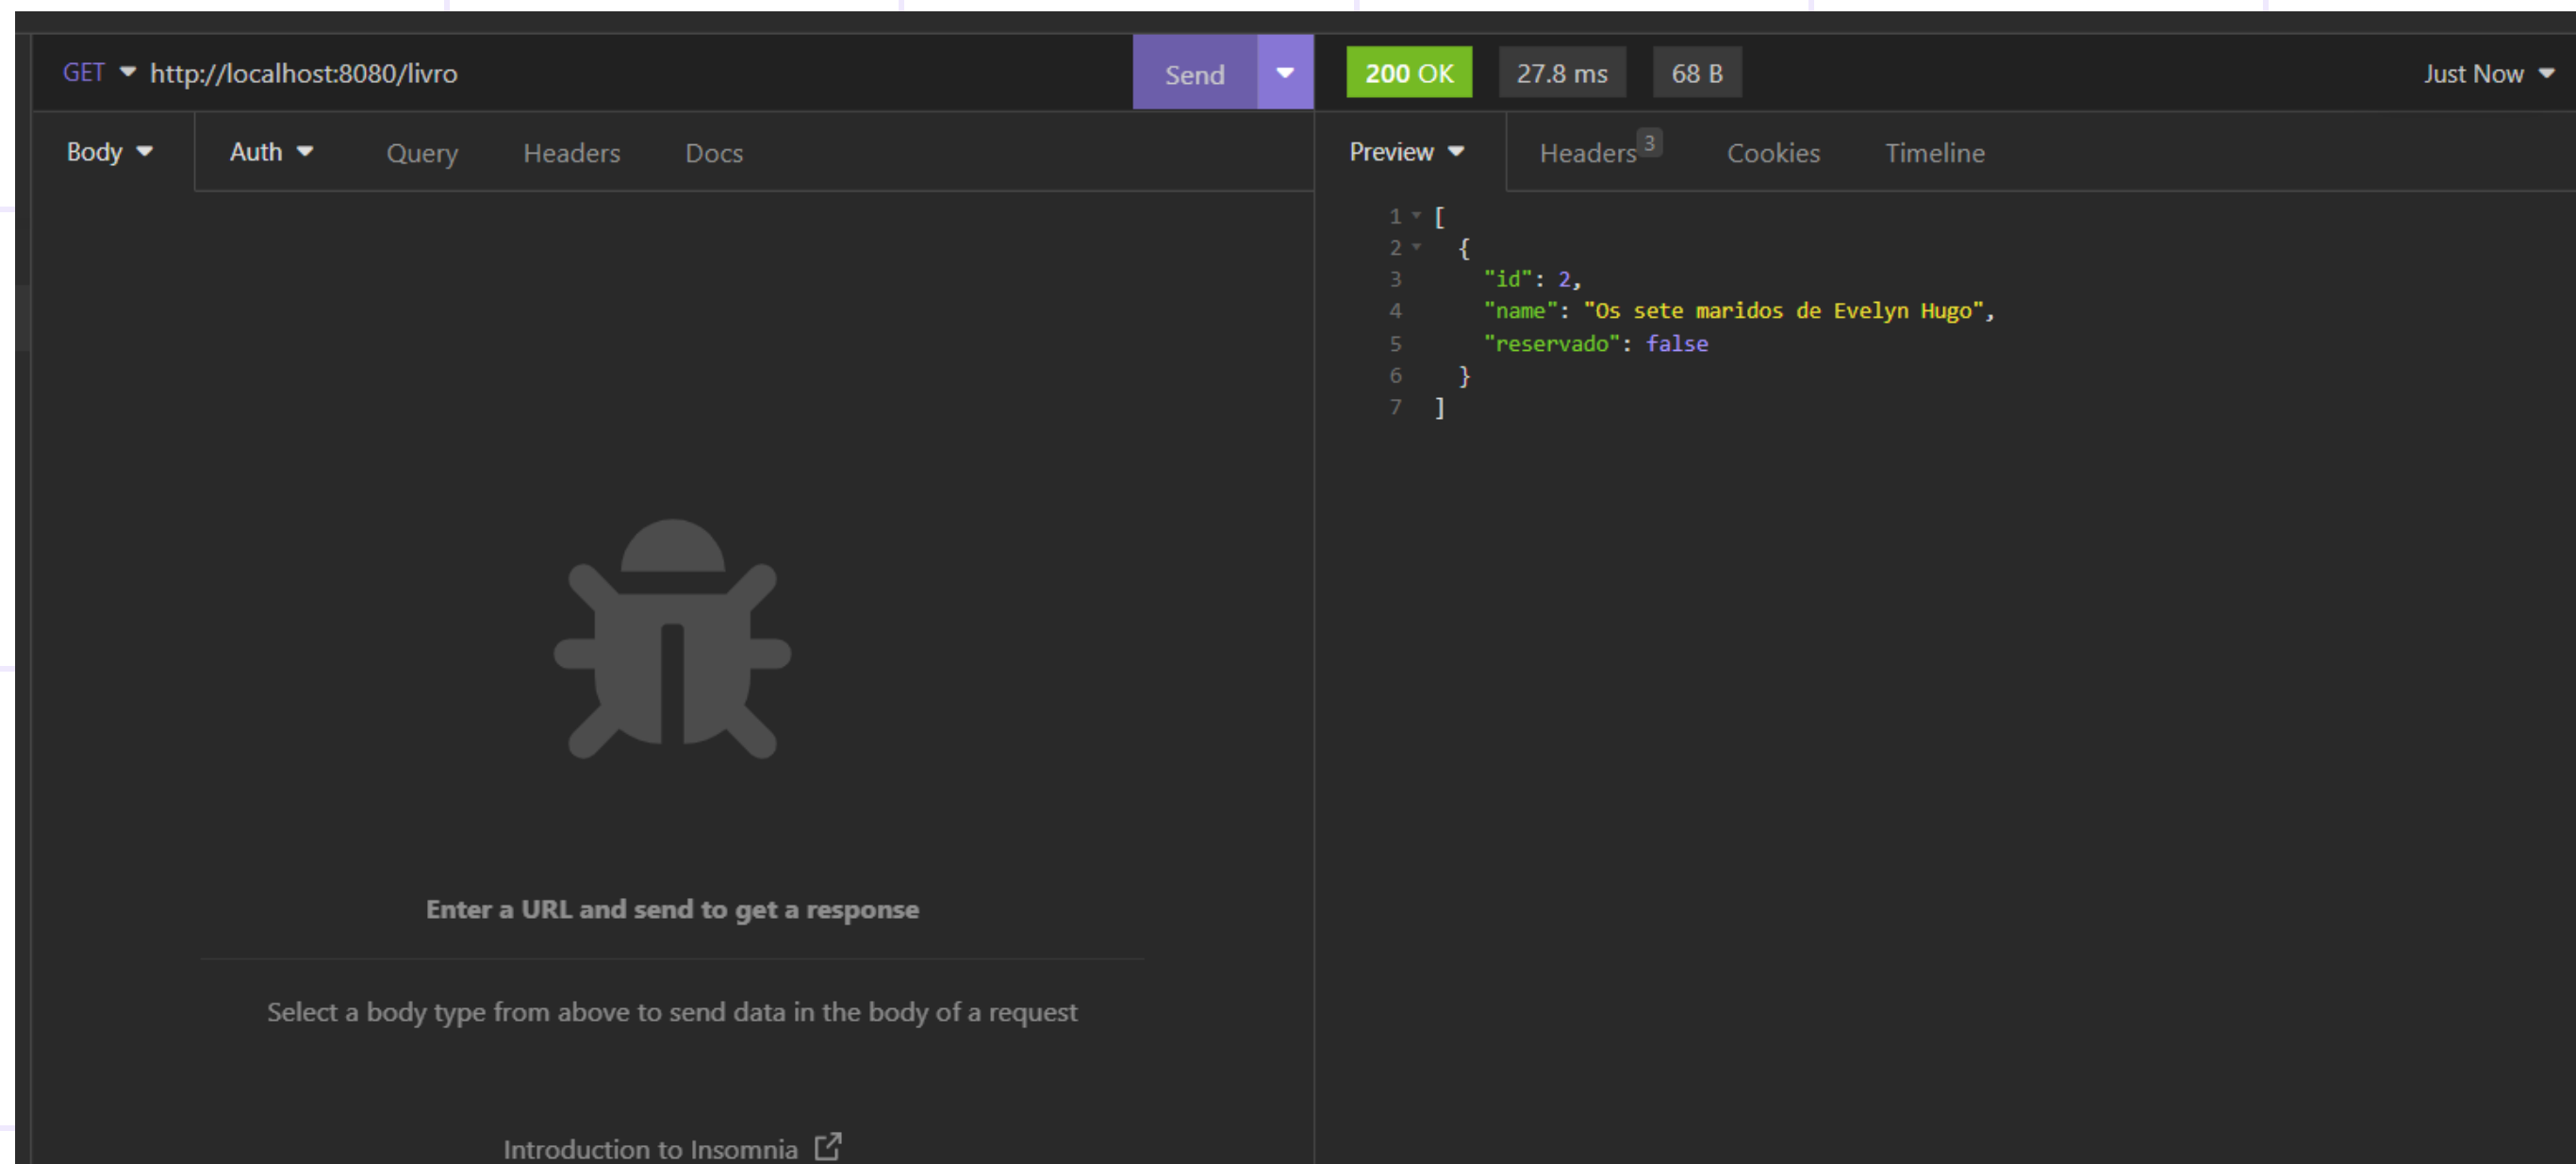 GET http://localhost:8080/livro Send 200 OK 27.8 ms 68 B Just Now
Body Auth Query Headers Docs Preview Headers 3 Cookies Timeline
1 [
2 {
3 "id": 2,
4 "name": "Os sete maridos de Evelyn Hugo",
5 "reservado": false
6 }
7 ]
Enter a URL and send to get a response
Select a body type from above to send data in the body of a request
Introduction to Insomnia